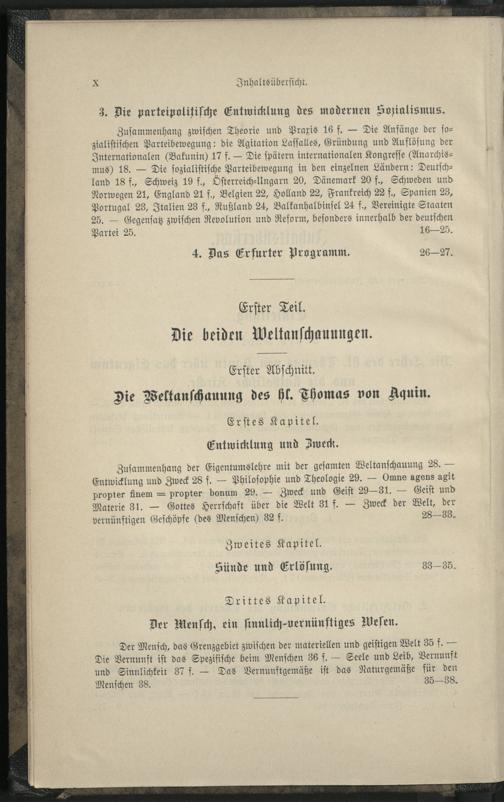 X
Inhaltsübersicht.
3. Die parteipolitische Entwicklung des modernen Sozialismus.
Zusammenhang zwischen Theorie und Praxis 16 f. — Die Anfänge der so-
zialistischen Parteibewegung: die Agitation Lassalles, Gründung und Auflösung der
Internationalen (Bakunin) 17 f. — Die spätern internationalen Kongresse (Anarchis-
mus) 18. — Die sozialistische Parteibewegung in den einzelnen Ländern: Deutsch-
land 18 f., Schweiz 19 f., Österreich-Ungarn 20, Dänemark 20 f., Schweden und
Norwegen 21, England 21 f., Belgien 22, Holland 22, Frankreich 22 f., Spanien 23,
Portugal 23, Italien 23 f., Rußland 24, Balkanhalbinsel 24 f., Vereinigte Staaten
25. — Gegensatz zwischen Revolution und Reform, besonders innerhalb der deutschen
Partei 25. 16—25.
4. Das Erfurter Programm. 26—27.
Erster Teil.
Die beiden Weltanschauungen.
Erster Abschnitt.
Die Weltanschauung des hl. Thomas von Aquin.
Erstes Kapitel.
Entwicklung und Zweck.
Zusammenhang der Eigentumslehre mit der gesamten Weltanschauung 28. —
Entwicklung und Zweck 28 f. — Philosophie und Theologie 29. — Omne agens agit
propter finem = propter bonum 29. — Zweck und Geist 29—31. — Geist und
Materie 31. — Gottes Herrschaft über die Welt 31 f. — Zweck der Welt, der
vernünftigen Geschöpfe (des Menschen) 32 f. 28—33.
Zweites Kapitel.
Sünde und Erlösung. 33—35.
Drittes Kapitel.
Der Mensch, ein sinnlich-vernünftiges Wesen.
Der Mensch, das Grenzgebiet zwischen der materiellen und geistigen Welt 35 f. —
Die Vernunft ist das Spezifische beim Menschen 36 f. — Seele und Leib, Vernunft
und Sinnlichkeit 37 f. — Das Vernunftgemäße ist das Naturgemäße für den
Menschen 38. 35—38.